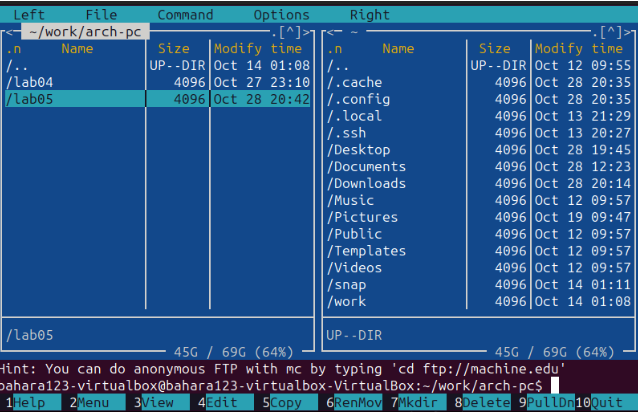 Left File Command Options Right
<─ ~/work/arch-pc ─.[^]>
.n Name Size Modify time
/.. UP--DIR Oct 14 01:08
/lab04 4096 Oct 27 23:10
/lab05 4096 Oct 28 20:42
/lab05
45G / 69G (64%)
<─ ~ ─.[^]>
.n Name Size Modify time
/.. UP--DIR Oct 12 09:55
/.cache 4096 Oct 28 20:35
/.config 4096 Oct 28 20:35
/.local 4096 Oct 13 21:29
/.ssh 4096 Oct 13 20:27
/Desktop 4096 Oct 28 19:45
/Documents 4096 Oct 28 12:23
/Downloads 4096 Oct 28 20:14
/Music 4096 Oct 12 09:57
/Pictures 4096 Oct 19 09:47
/Public 4096 Oct 12 09:57
/Templates 4096 Oct 12 09:57
/Videos 4096 Oct 12 09:57
/snap 4096 Oct 14 01:11
/work 4096 Oct 14 01:08
UP--DIR
45G / 69G (64%)
Hint: You can do anonymous FTP with mc by typing 'cd ftp://machine.edu'
bahara123-virtualbox@bahara123-virtualbox-VirtualBox:~/work/arch-pc$
1Help 2Menu 3View 4Edit 5Copy 6RenMov 7Mkdir 8Delete 9PullDn 10Quit